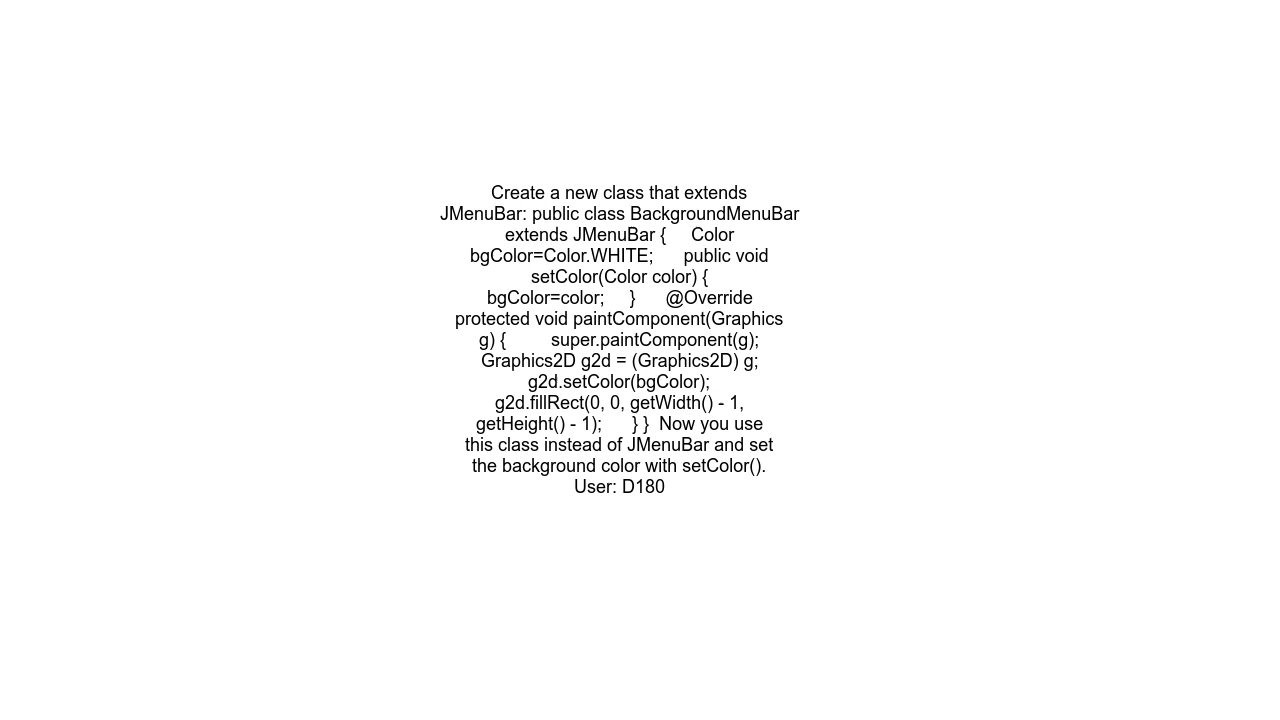 Create a new class that extends
JMenuBar: public class BackgroundMenuBar
extends JMenuBar {     Color
bgColor=Color.WHITE;      public void
setColor(Color color) {
bgColor=color;     }      @Override
protected void paintComponent(Graphics
g) {         super.paintComponent(g);
Graphics2D g2d = (Graphics2D) g;
g2d.setColor(bgColor);
g2d.fillRect(0, 0, getWidth() - 1,
getHeight() - 1);      } }  Now you use
this class instead of JMenuBar and set
the background color with setColor().
User: D180